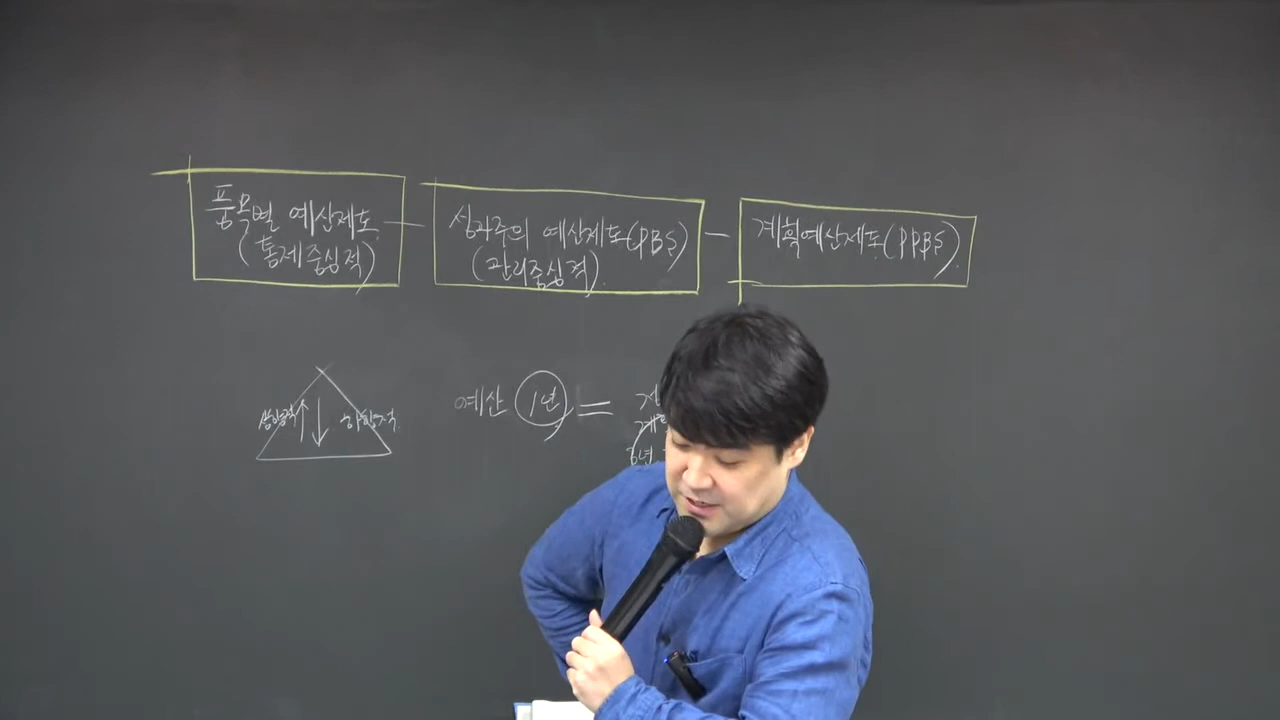 품목별 예산제도
(통제중심적)
성과주의 예산제도(PBS)
(관리중심적)
계획예산제도(PPBS)
상향적
하향적
예산 1년 =
3년